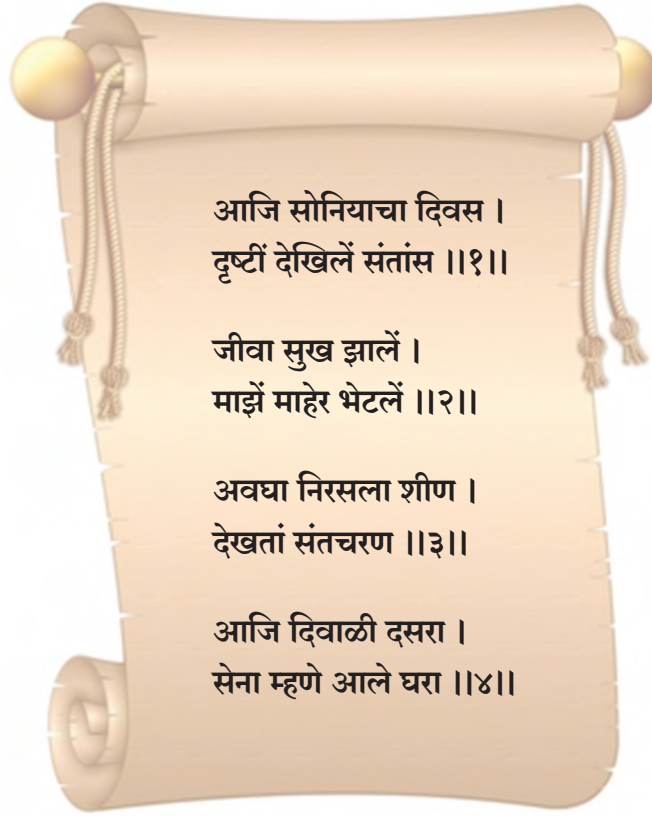 आजि सोनियाचा दिवस ।
दृष्टीं देखिलें संतांस ।।१।।
जीवा सुख झालें ।
माझें माहेर भेटलें ।।२।।
अवघा निरसला शीण ।
देखतां संतचरण ।।३।।
आजि दिवाळी दसरा ।
सेना म्हणे आले घरा ।।४।।